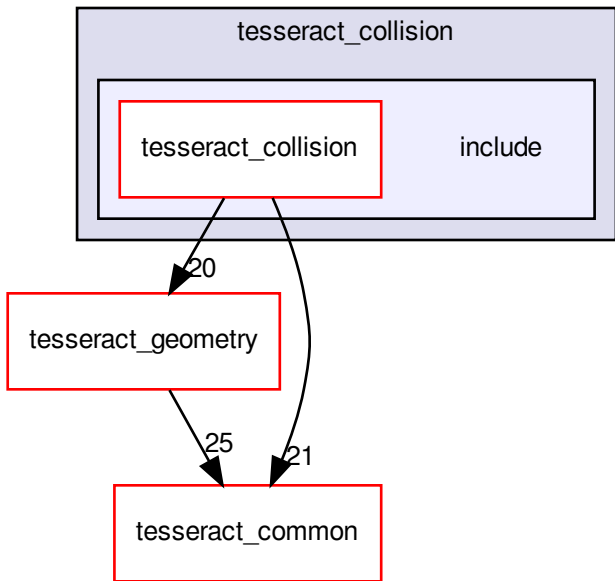 tesseract_collision
tesseract_collision
include
20
tesseract_geometry
25
21
tesseract_common